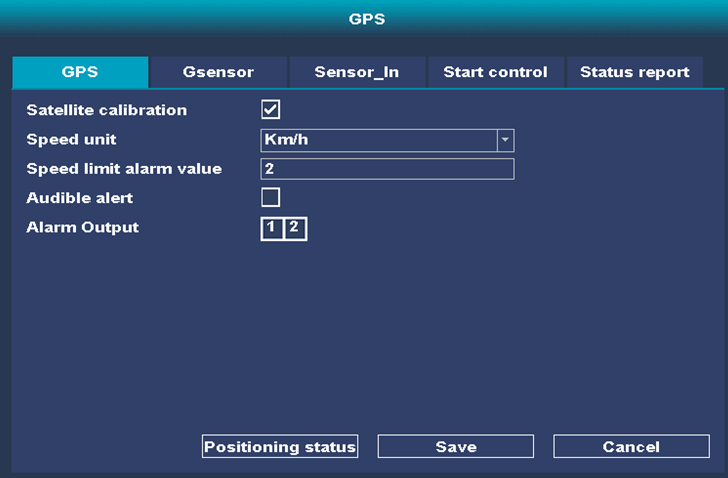 GPS
GPS Gsensor Sensor_In Start control Status report
Satellite calibration
Speed unit Km/h
Speed limit alarm value 2
Audible alert
Alarm Output 1 2
Positioning status Save Cancel